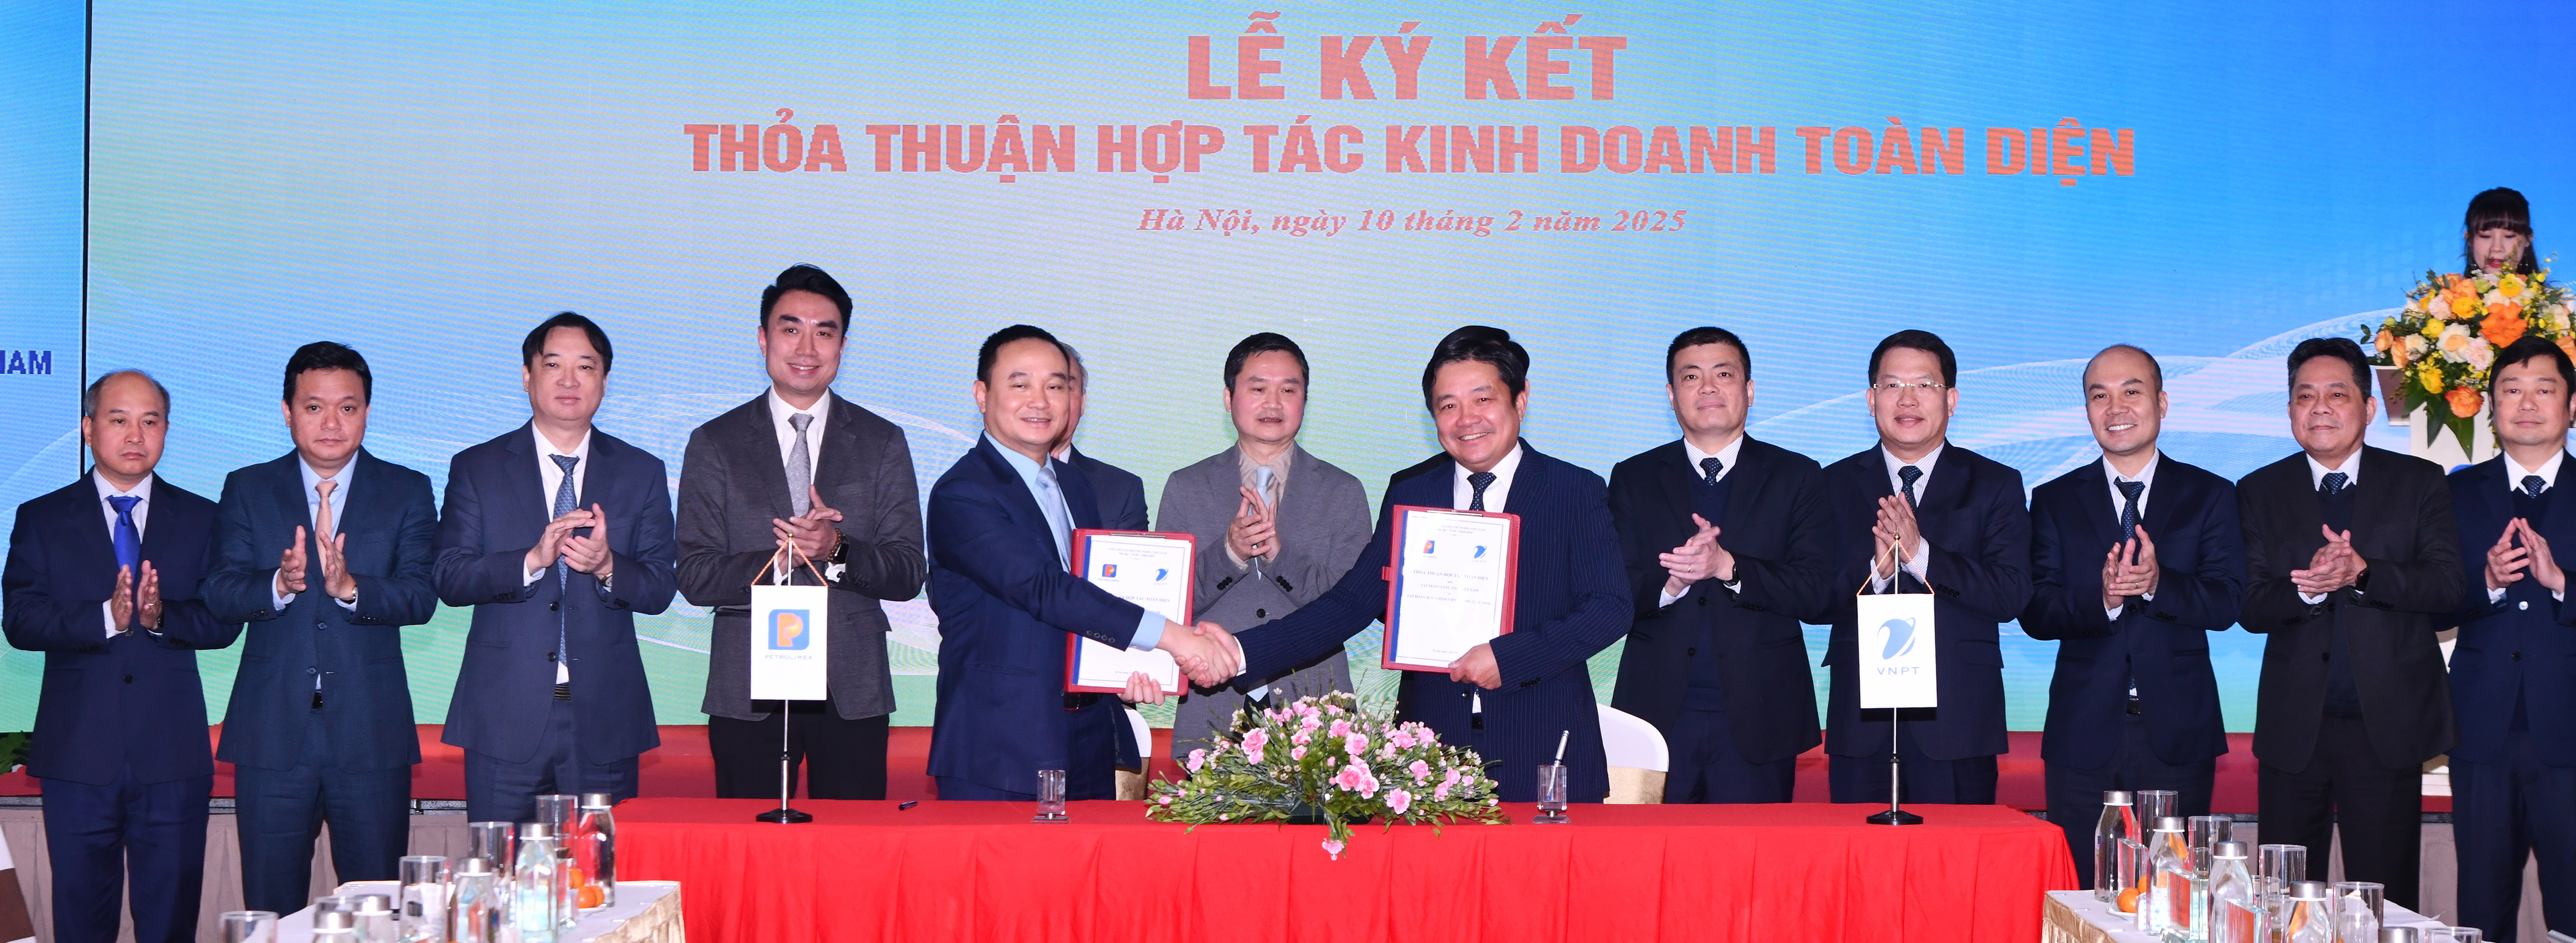 LỄ KÝ KẾT
THỎA THUẬN HỢP TÁC KINH DOANH TOÀN DIỆN
Hà Nội, ngày 10 tháng 2 năm 2025
PETROLIMEX
VNPT